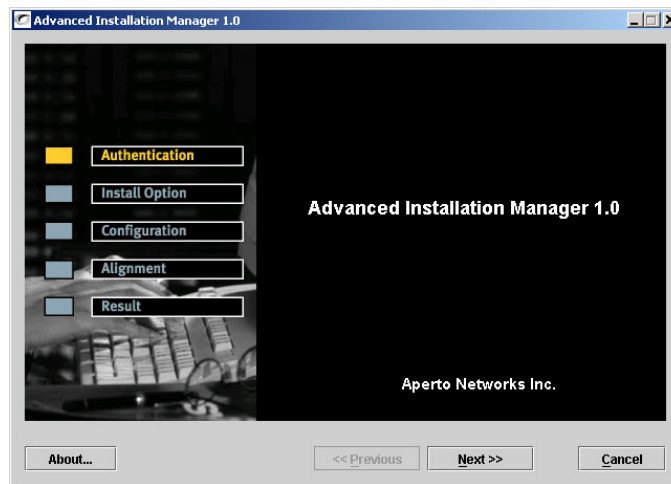 Advanced Installation Manager 1.0
Authentication
Install Option
Configuration
Alignment
Result
Advanced Installation Manager 1.0
Aperto Networks Inc.
About...
<< Previous
Next >>
Cancel